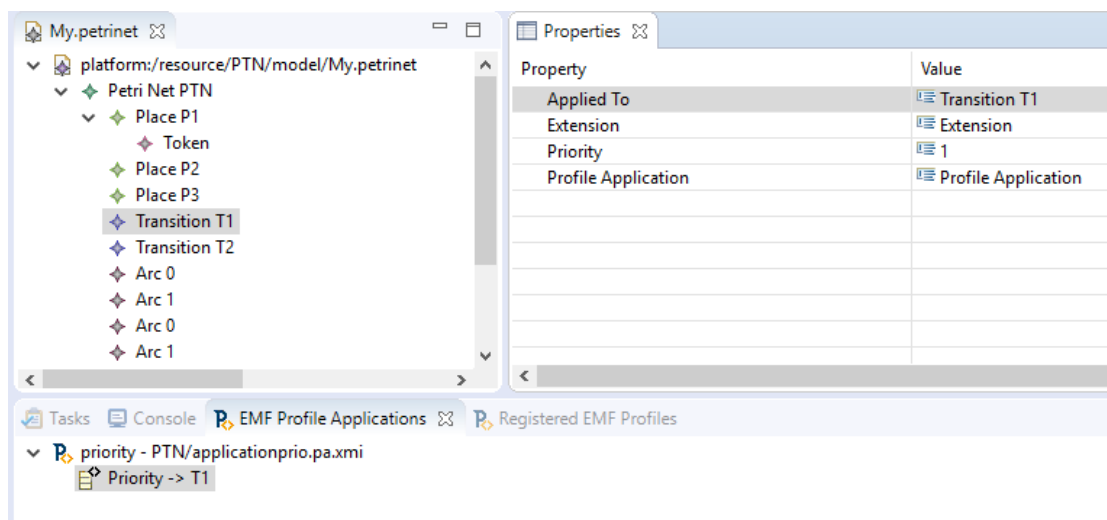 My.petrinet
platform:/resource/PTN/model/My.petrinet
Petri Net PTN
Place P1
Token
Place P2
Place P3
Transition T1
Transition T2
Arc 0
Arc 1
Arc 0
Arc 1
Properties
Property Value
Applied To Transition T1
Extension Extension
Priority 1
Profile Application Profile Application
Tasks Console EMF Profile Applications Registered EMF Profiles
priority - PTN/applicationprio.pa.xmi
Priority -> T1